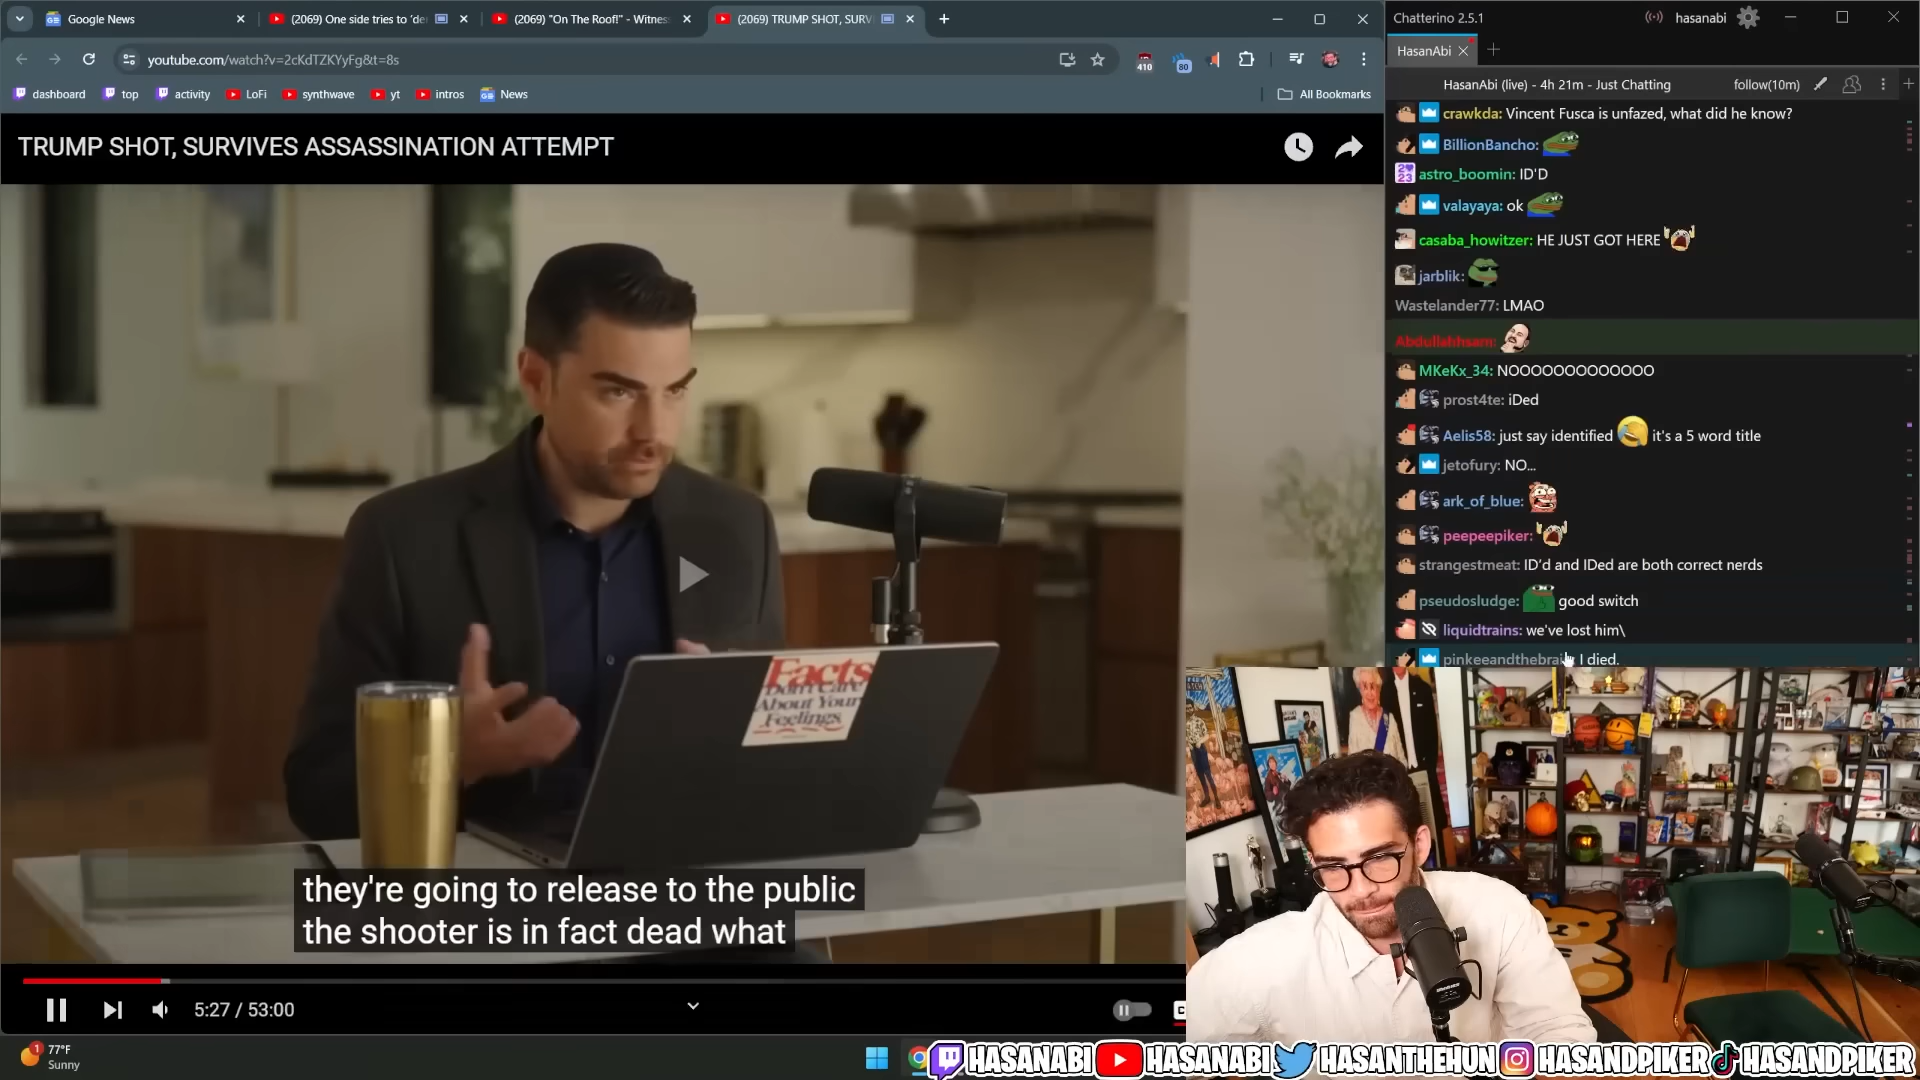 Google News
(2069) One side tries to 'de
(2069) "On The Roof!" - Witnes
(2069) TRUMP SHOT, SURV
youtube.com/watch?v=2cKdTZKYyFg&t=8s
410
80
dashboard
top
activity
LoFi
synthwave
yt
intros
News
All Bookmarks
TRUMP SHOT, SURVIVES ASSASSINATION ATTEMPT
Facts
Don't Care
About Your
Feelings
they're going to release to the public
the shooter is in fact dead what
5:27 / 53:00
1
77°F
Sunny
Chatterino 2.5.1
hasanabi
HasanAbi
HasanAbi (live) - 4h 21m - Just Chatting
follow(10m)
crawkda: Vincent Fusca is unfazed, what did he know?
BillionBancho:
astro_boomin: ID'D
valayaya: ok
casaba_howitzer: HE JUST GOT HERE
jarblik:
Wastelander77: LMAO
Abdullahhsam:
MKeKx_34: NOOOOOOOOOOOOO
prost4te: iDed
Aelis58: just say identified it's a 5 word title
jetofury: NO...
ark_of_blue:
peepeepiker:
strangestmeat: ID'd and IDed are both correct nerds
pseudosludge: good switch
liquidtrains: we've lost him\
pinkeeandthebrai I died.
HASANABI
HASANABI
HASANTHEHUN
HASANDPIKER
HASANDPIKER